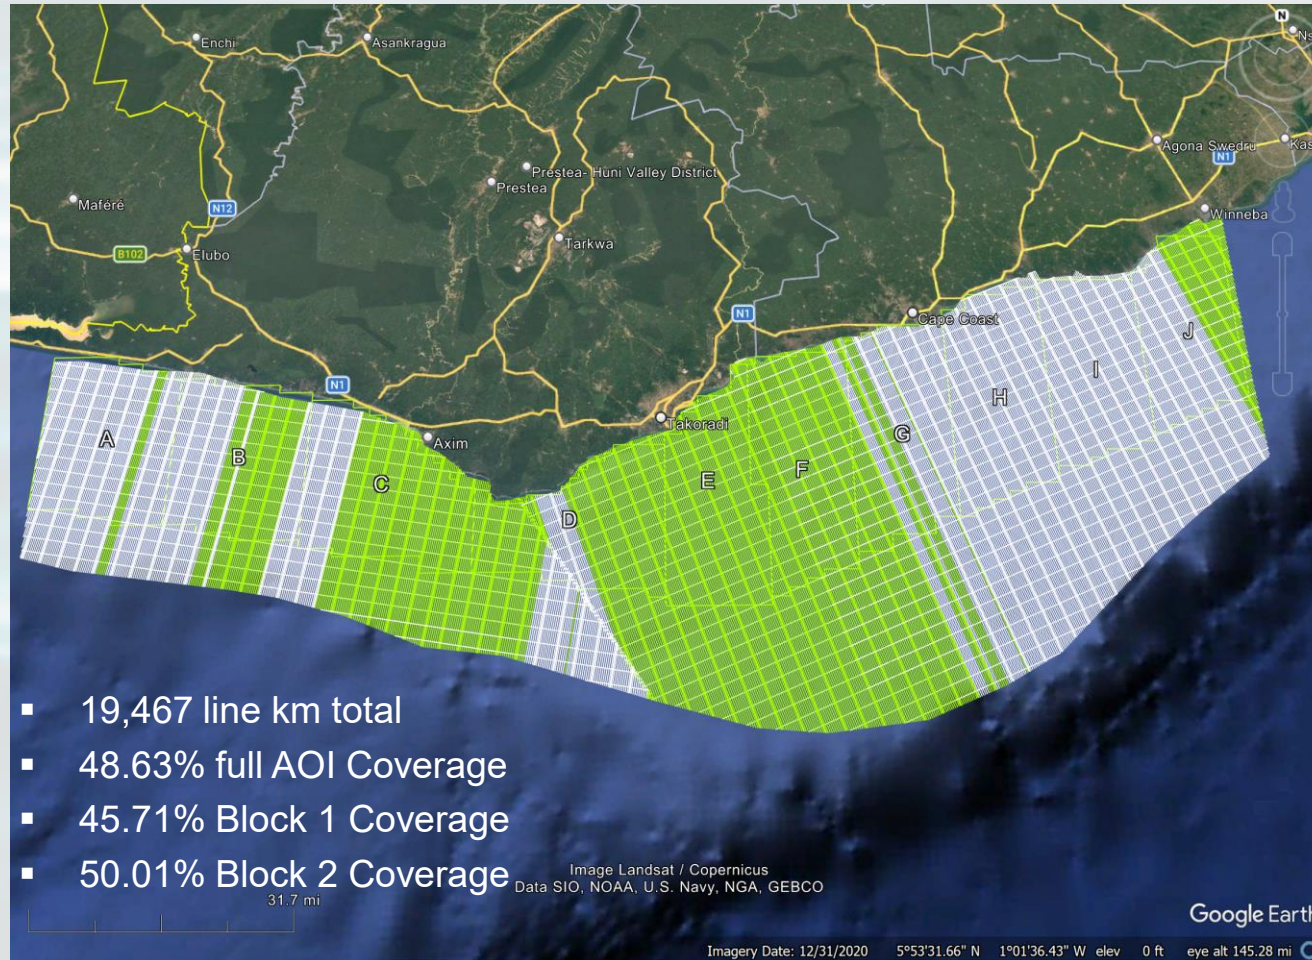 N
Enchi
Asankragua
Ns
Agona Swedru
Kas
N1
Prestea- Huni Valley District
Prestea
Maféré
N12
Winneba
Tarkwa
B102
Elubo
N1
Cape Coast
J
I
N1
H
Takoradi
A
Axim
G
B
F
C
E
D
▪ 19,467 line km total
▪ 48.63% full AOI Coverage
▪ 45.71% Block 1 Coverage
▪ 50.01% Block 2 Coverage
Image Landsat / Copernicus
Data SIO, NOAA, U.S. Navy, NGA, GEBCO
31.7 mi
Google Earth
Imagery Date: 12/31/2020 5°53'31.66" N 1°01'36.43" W elev 0 ft eye alt 145.28 mi